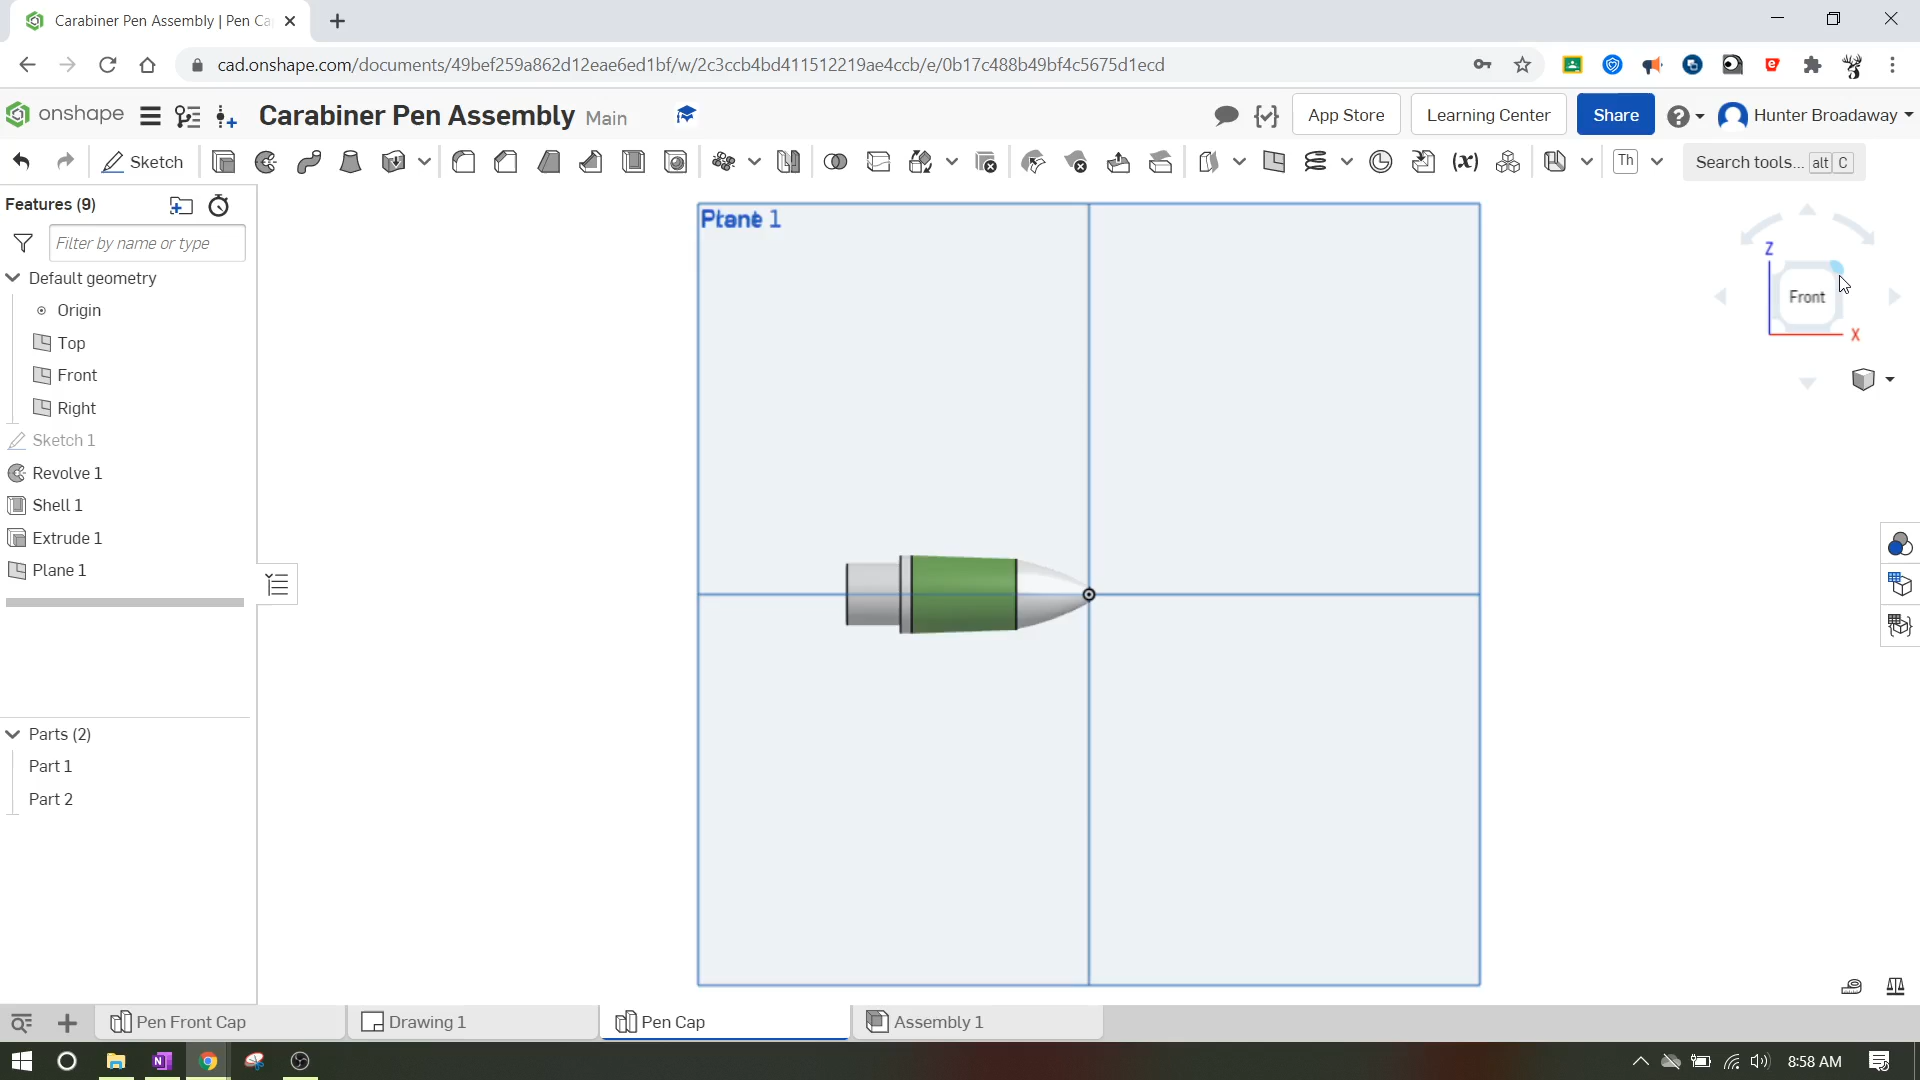 Carabiner Pen Assembly | Pen Ca
cad.onshape.com/documents/49bef259a862d12eae6ed1bf/w/2c3ccb4bd411512219ae4ccb/e/0b17c488b49bf4c5675d1ecd
onshape
Carabiner Pen Assembly Main
App Store
Learning Center
Share
Hunter Broadaway
Sketch
Th
Search tools... alt C
Features (9)
Filter by name or type
Default geometry
Origin
Top
Front
Right
Sketch 1
Revolve 1
Shell 1
Extrude 1
Plane 1
Parts (2)
Part 1
Part 2
Z
Front
X
Pen Front Cap
Drawing 1
Pen Cap
Assembly 1
8:58 AM